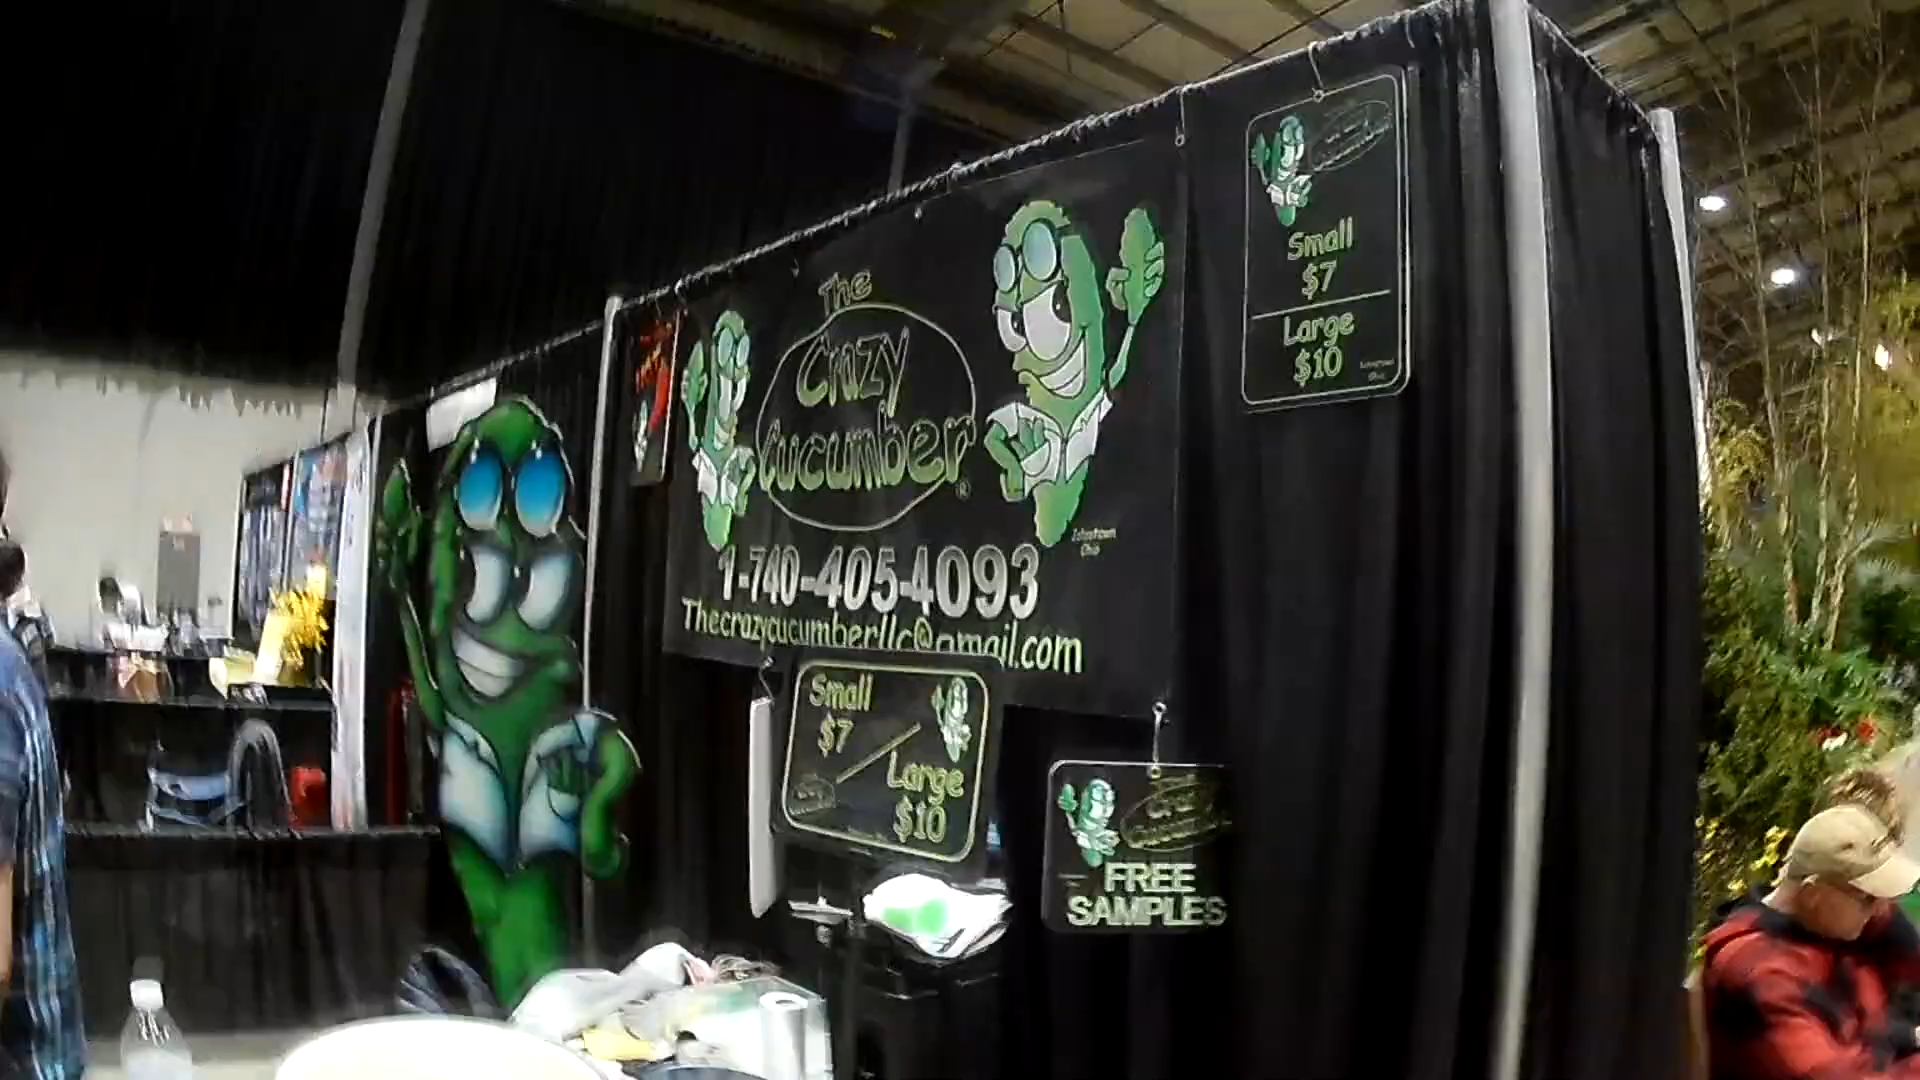 The
Crazy
Cucumber®
1-740-405-4093
Thecrazycucumberllc@gmail.com
Small
$7
Large
$10
Small
$7
Large
$10
FREE
SAMPLES